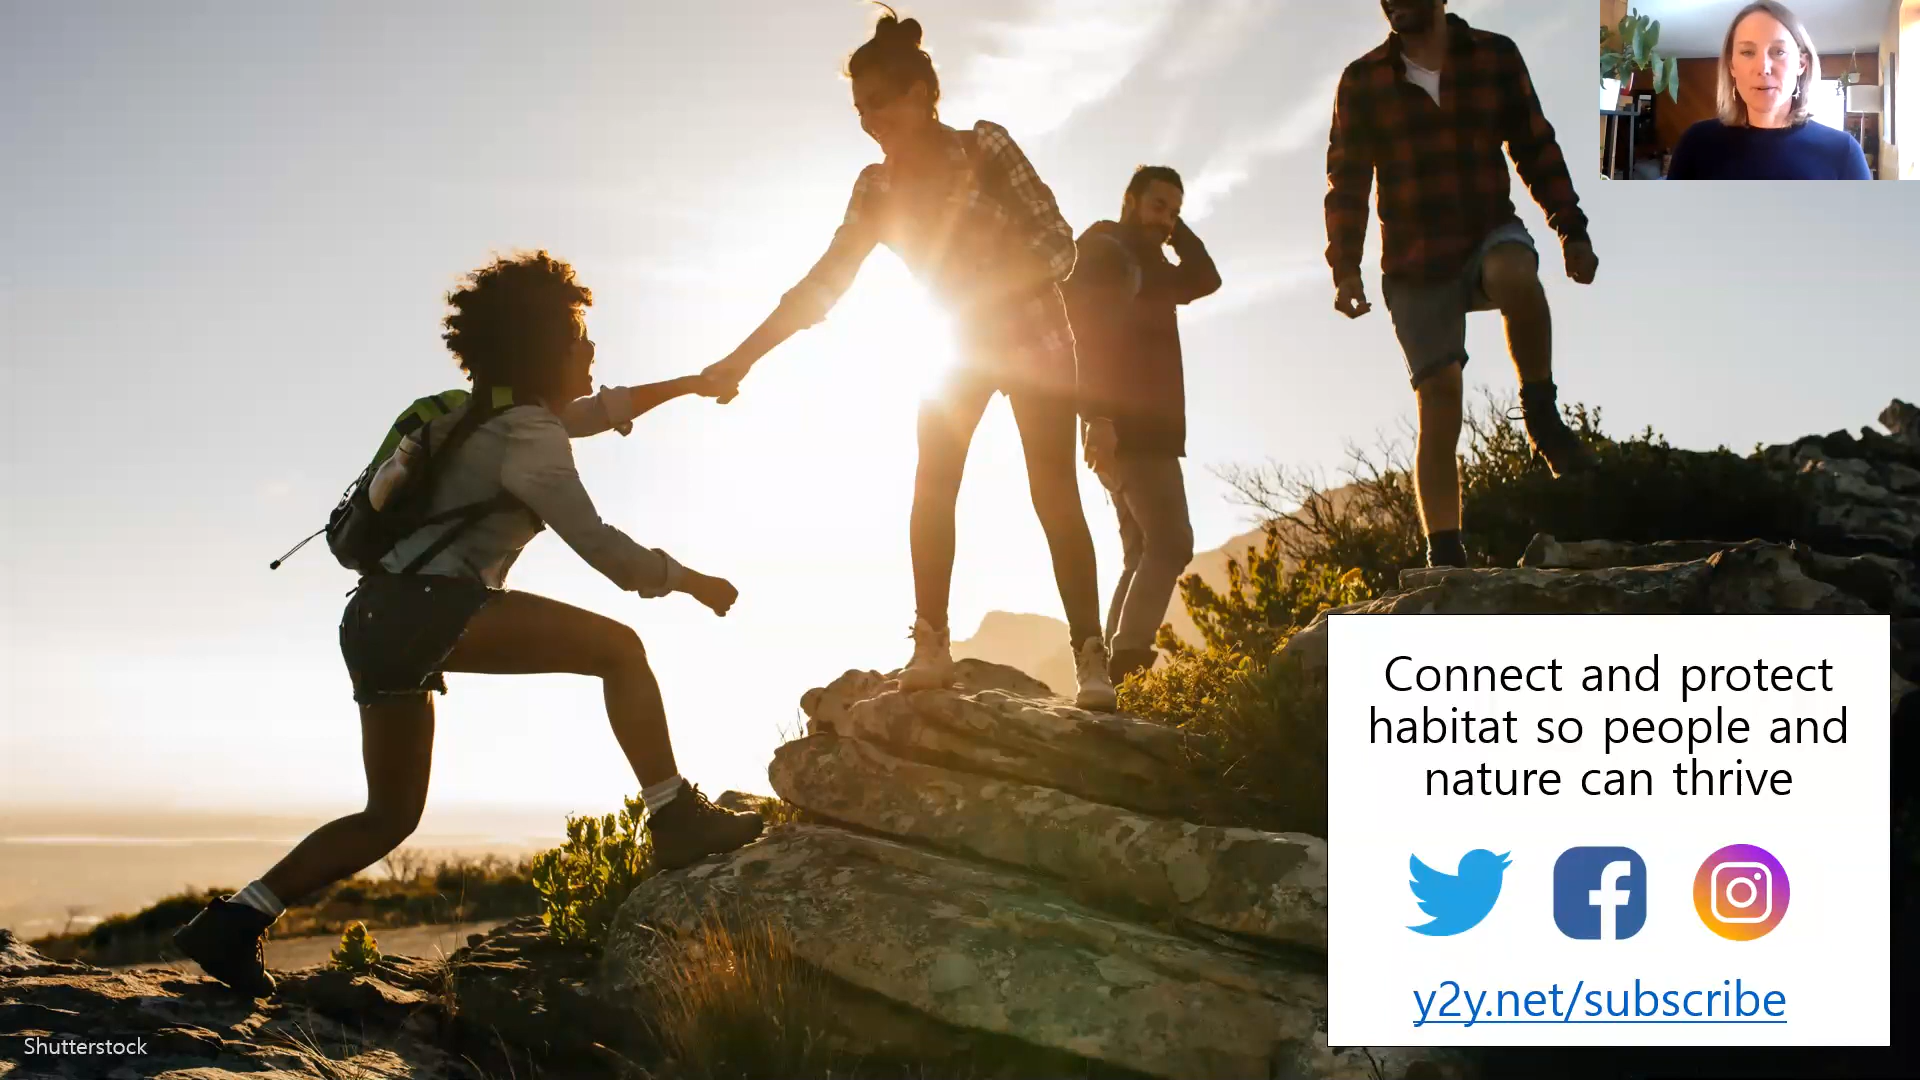 Connect and protect
habitat so people and
nature can thrive
y2y.net/subscribe
Shutterstock